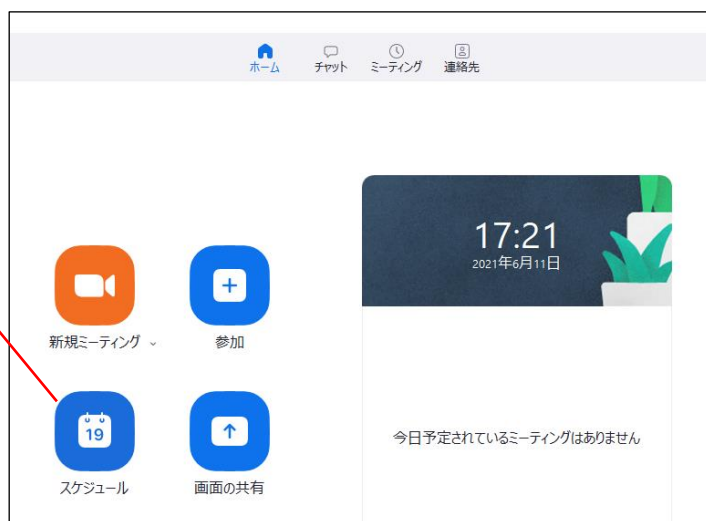 ホーム
チャット
ミーティング
連絡先
17:21
2021年6月11日
新規ミーティング
参加
19
スケジュール
画面の共有
今日予定されているミーティングはありません